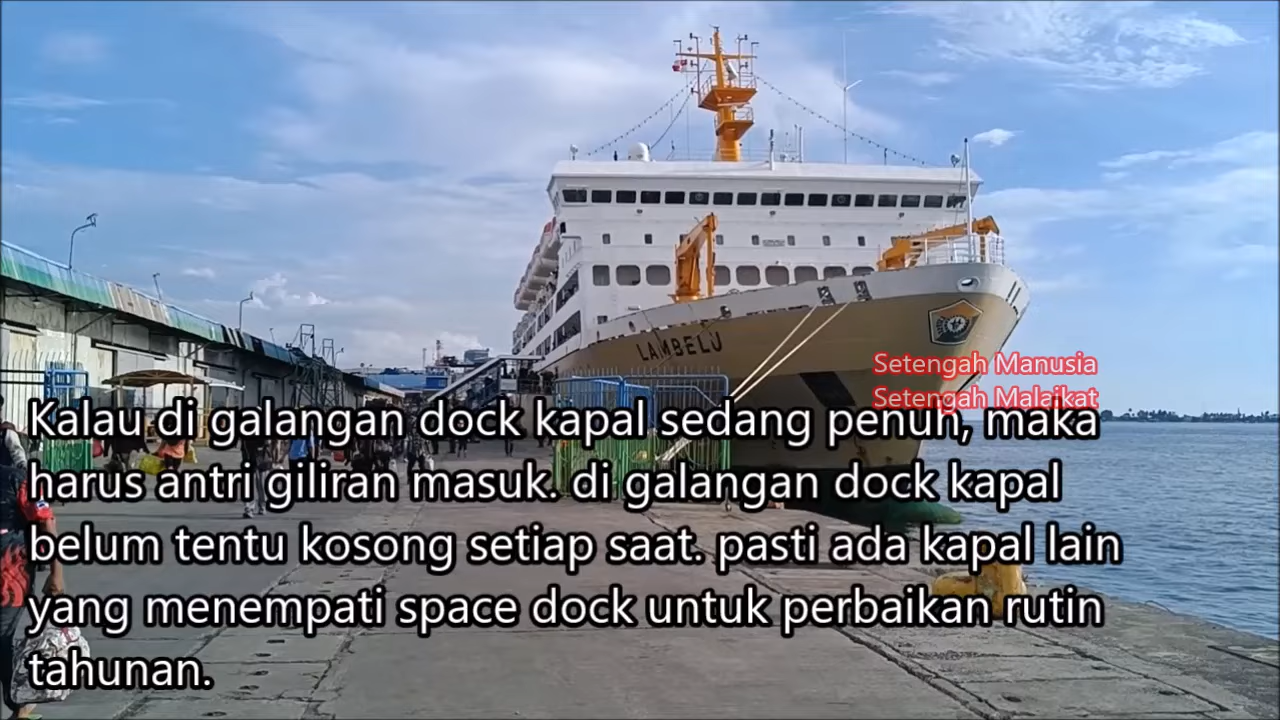 LAMBELU
Setengah Manusia
Setengah Malaikat
Kalau di galangan dock kapal sedang penuh, maka
harus antri giliran masuk. di galangan dock kapal
belum tentu kosong setiap saat. pasti ada kapal lain
yang menempati space dock untuk perbaikan rutin
tahunan.